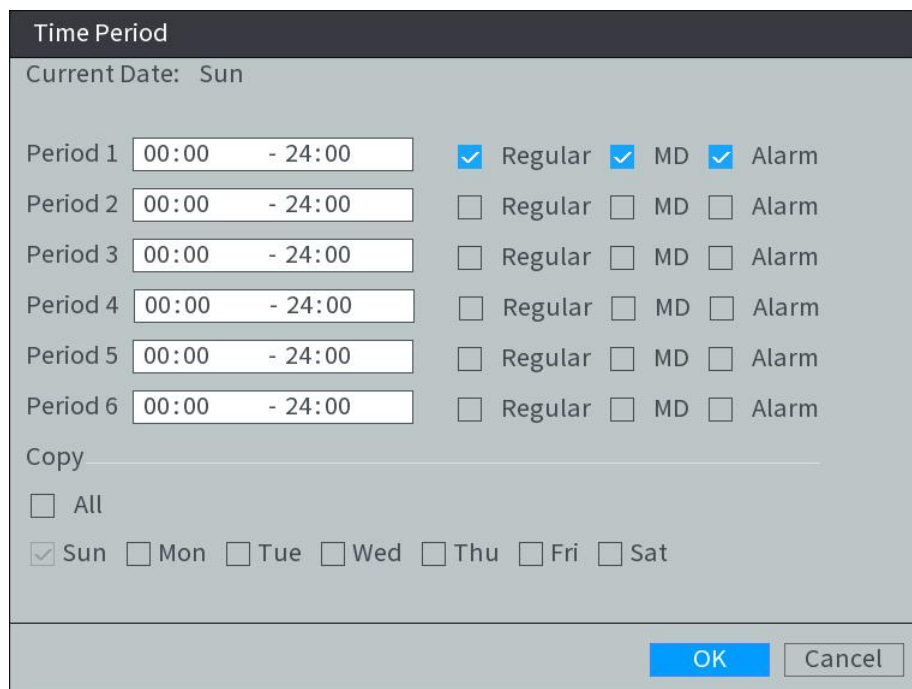 Time Period
Current Date: Sun
Period 1 00:00 - 24:00 Regular MD Alarm
Period 2 00:00 - 24:00 Regular MD Alarm
Period 3 00:00 - 24:00 Regular MD Alarm
Period 4 00:00 - 24:00 Regular MD Alarm
Period 5 00:00 - 24:00 Regular MD Alarm
Period 6 00:00 - 24:00 Regular MD Alarm
Copy
All
Sun Mon Tue Wed Thu Fri Sat
OK Cancel